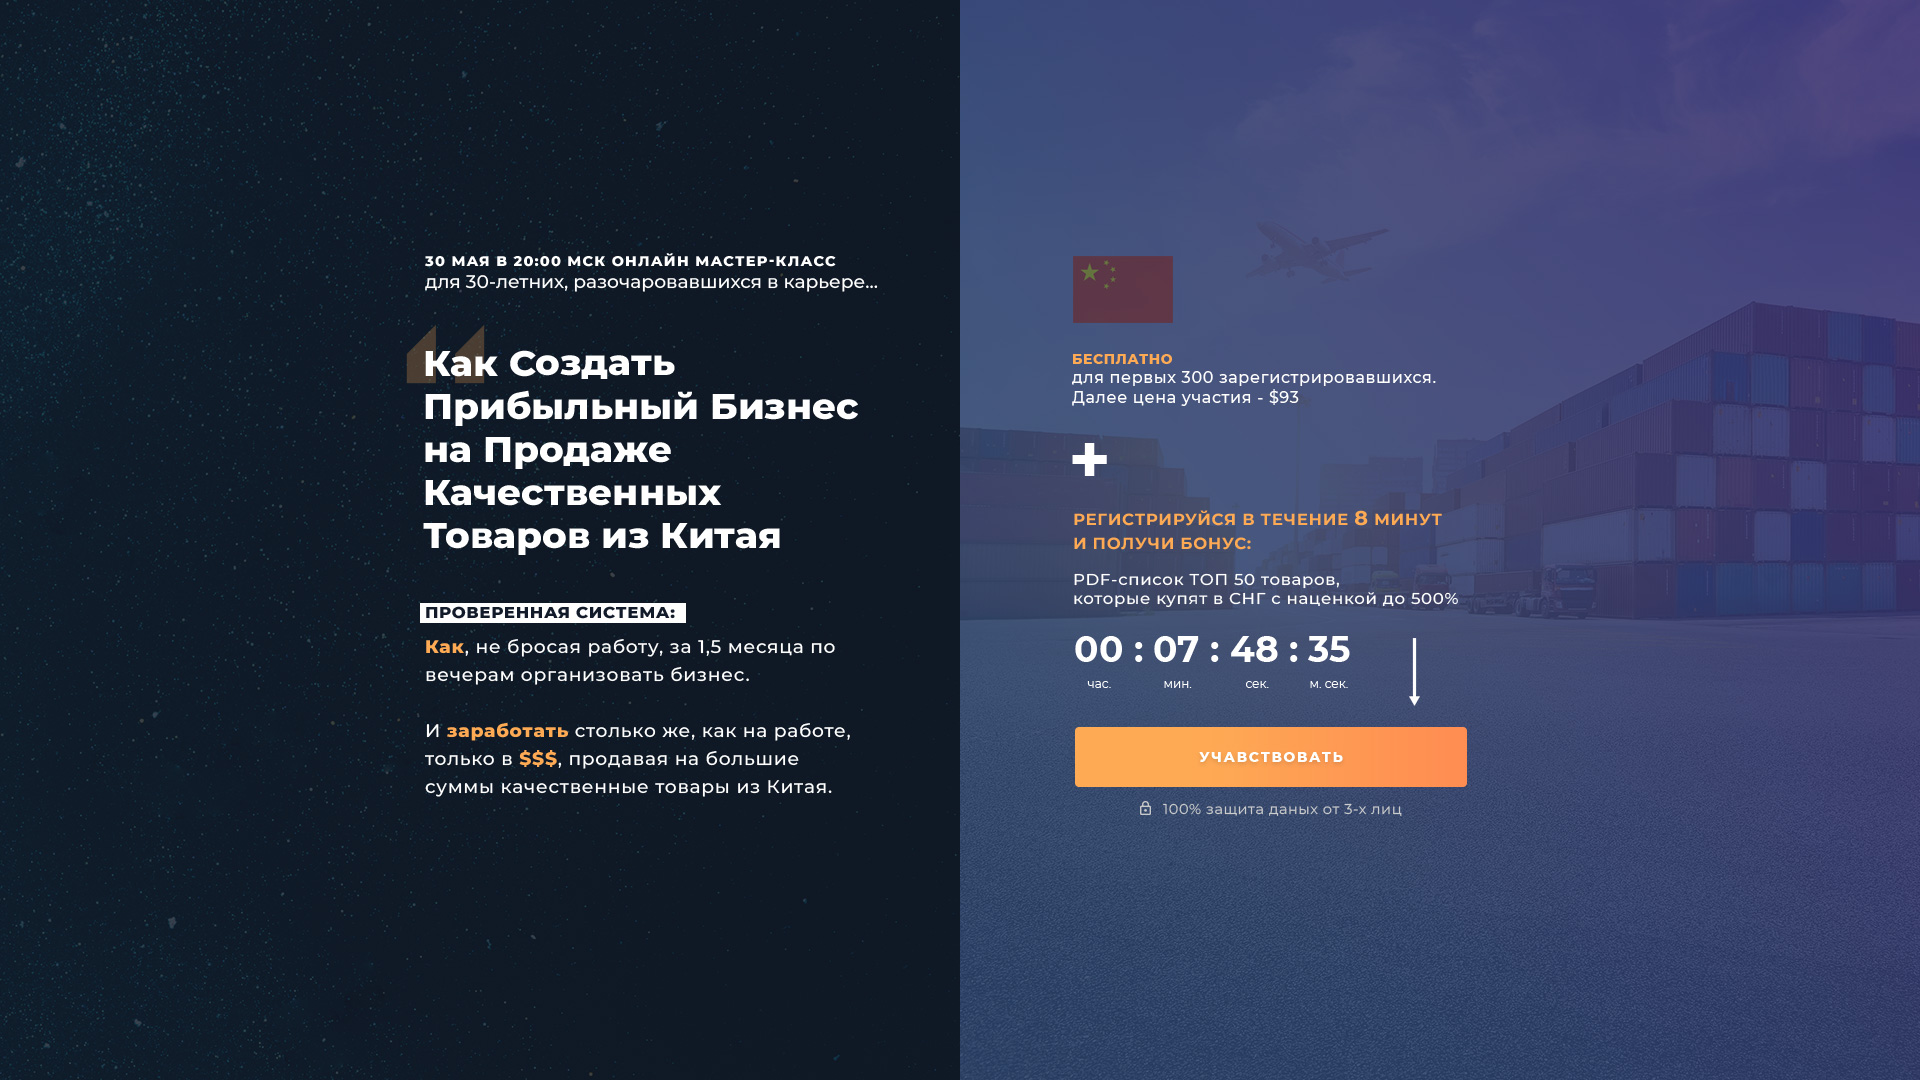 30 МАЯ В 20:00 МСК ОНЛАЙН МАСТЕР-КЛАСС
для 30-летних, разочаровавшихся в карьере...
Как Создать
Прибыльный Бизнес
на Продаже
Качественных
Товаров из Китая
ПРОВЕРЕННАЯ СИСТЕМА:
Как, не бросая работу, за 1,5 месяца по
вечерам организовать бизнес.
И заработать столько же, как на работе,
только в $$$, продавая на большие
суммы качественные товары из Китая.
БЕСПЛАТНО
для первых 300 зарегистрировавшихся.
Далее цена участия - $93
+
РЕГИСТРИРУЙСЯ В ТЕЧЕНИЕ 8 МИНУТ
И ПОЛУЧИ БОНУС:
PDF-список ТОП 50 товаров,
которые купят в СНГ с наценкой до 500%
00 : 07 : 48 : 35
час. мин. сек. м. сек.
УЧАВСТВОВАТЬ
100% защита даных от 3-х лиц